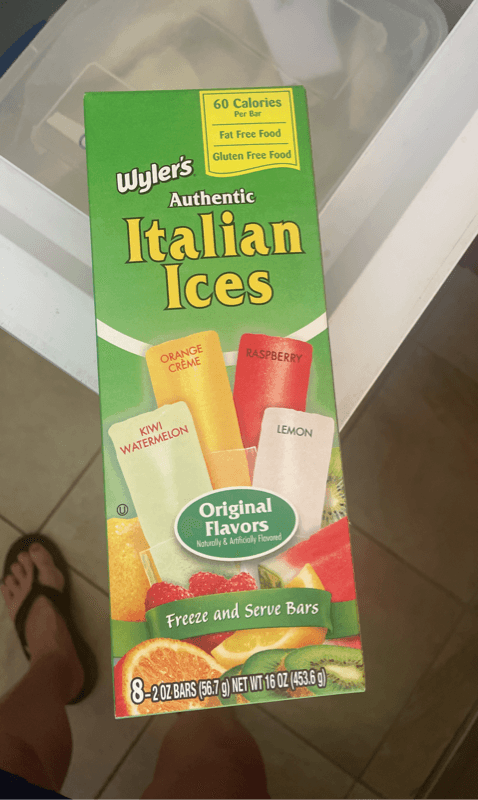 60 Calories
Per Bar
Fat Free Food
Gluten Free Food
Wyler's
Authentic
Italian
Ices
ORANGE
CRÈME
RASPBERRY
KIWI
WATERMELON
LEMON
U
Original
Flavors
Naturally & Artificially Flavored
Freeze and Serve Bars
8-2 OZ BARS (56.7 g) NET WT 16 OZ (453.6 g)